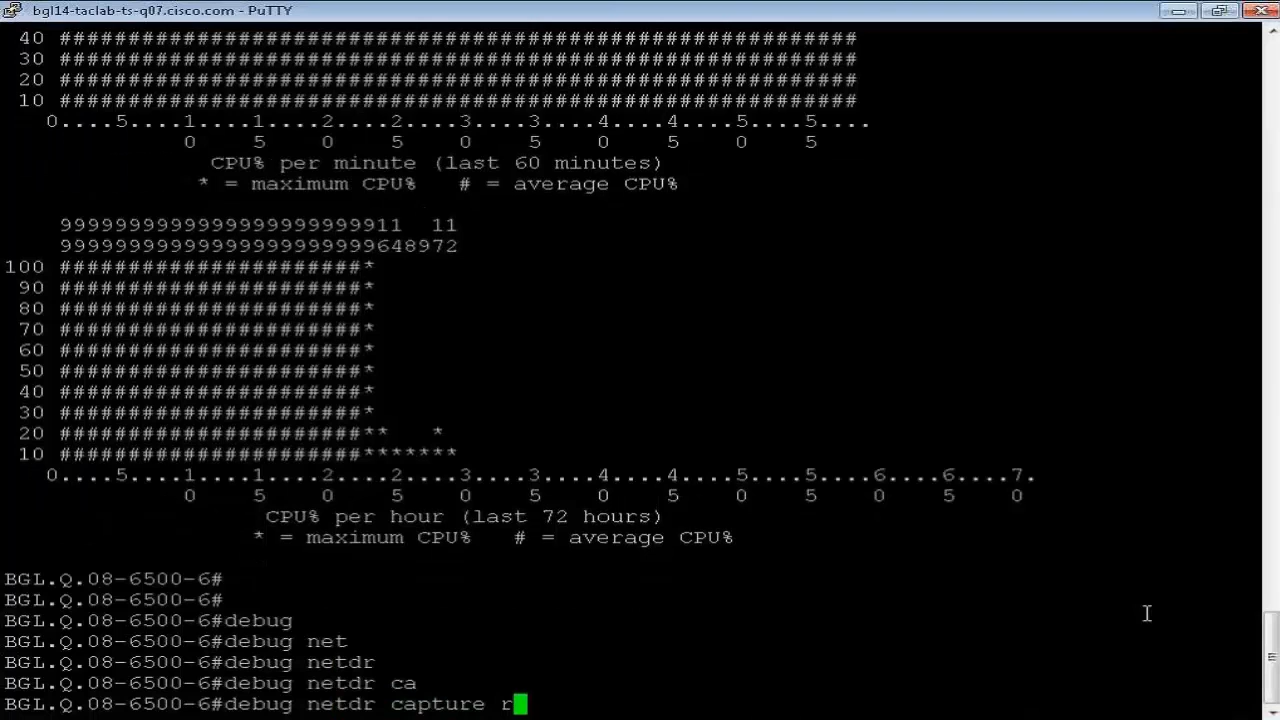 bgl14-taclab-ts-q07.cisco.com - PuTTY
40 ##########################################################
30 ##########################################################
20 ##########################################################
10 ##########################################################
0....5....1....1....2....2....3....3....4....4....5....5....
0 5 0 5 0 5 0 5 0 5
CPU% per minute (last 60 minutes)
* = maximum CPU% # = average CPU%
9999999999999999999999911 11
99999999999999999999999648972
100 ######################*
90 ######################*
80 ######################*
70 ######################*
60 ######################*
50 ######################*
40 ######################*
30 ######################*
20 ######################** *
10 ######################*******
0....5....1....1....2....2....3....3....4....4....5....5....6....6....7.
0 5 0 5 0 5 0 5 0 5 0 5 0
CPU% per hour (last 72 hours)
* = maximum CPU% # = average CPU%
BGL.Q.08-6500-6#
BGL.Q.08-6500-6#
BGL.Q.08-6500-6#debug
BGL.Q.08-6500-6#debug net
BGL.Q.08-6500-6#debug netdr
BGL.Q.08-6500-6#debug netdr ca
BGL.Q.08-6500-6#debug netdr capture r